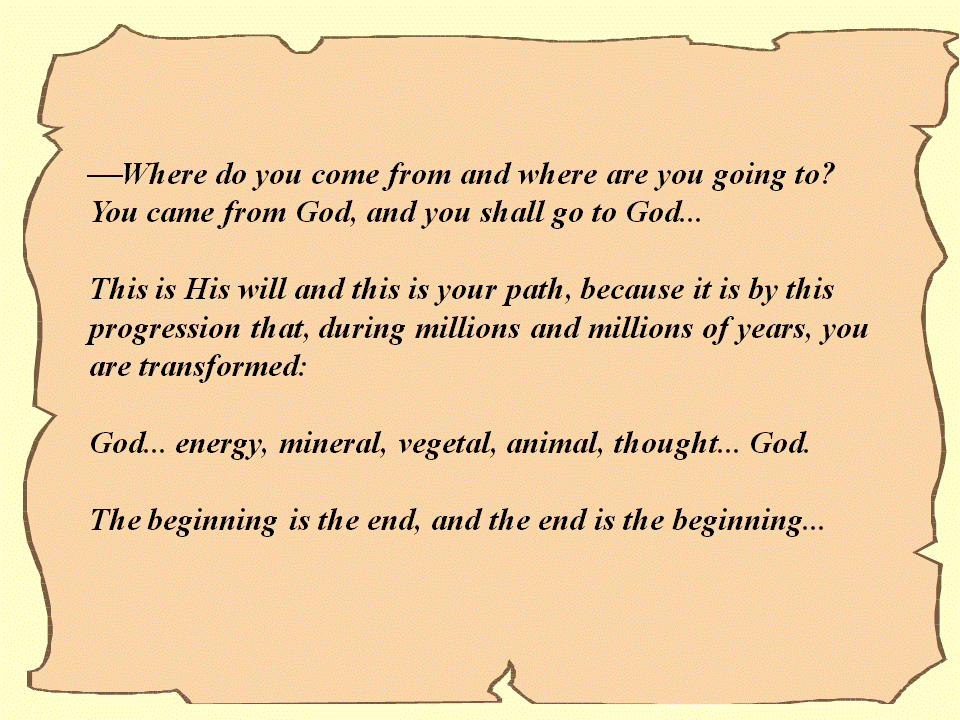 —Where do you come from and where are you going to?
You came from God, and you shall go to God...
This is His will and this is your path, because it is by this
progression that, during millions and millions of years, you
are transformed:
God... energy, mineral, vegetal, animal, thought... God.
The beginning is the end, and the end is the beginning...